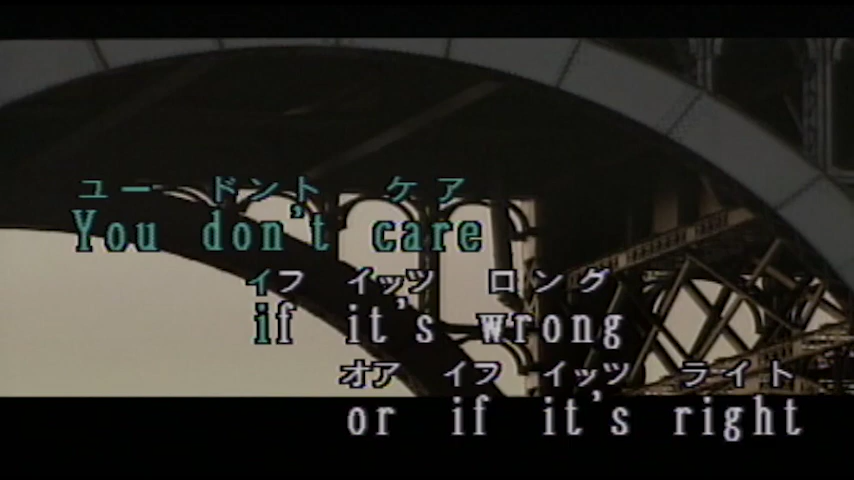 ユー ドント ケア
You don't care
イフ イッツ ロング
if it's wrong
オア イフ イッツ ライト
or if it's right